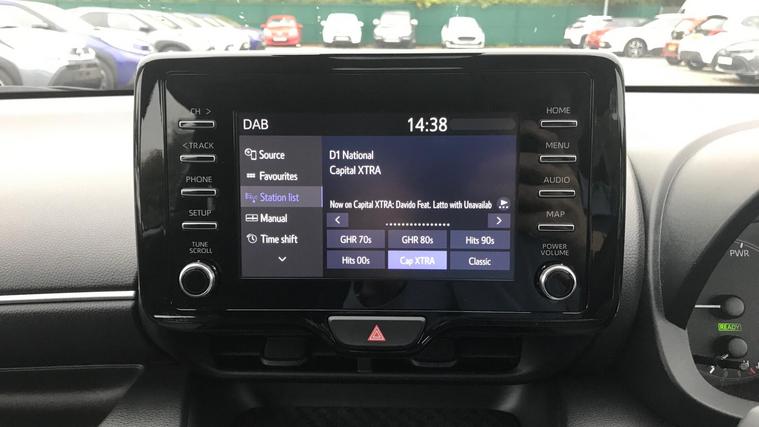 CH >
< TRACK
PHONE
SETUP
TUNE
SCROLL
DAB
14:38
Source
Favourites
Station list
Manual
Time shift
D1 National
Capital XTRA
Now on Capital XTRA: Davido Feat. Latto with Unavailab
< >
GHR 70s GHR 80s Hits 90s
Hits 00s Cap XTRA Classic
HOME
MENU
AUDIO
MAP
POWER
VOLUME
PWR
READY